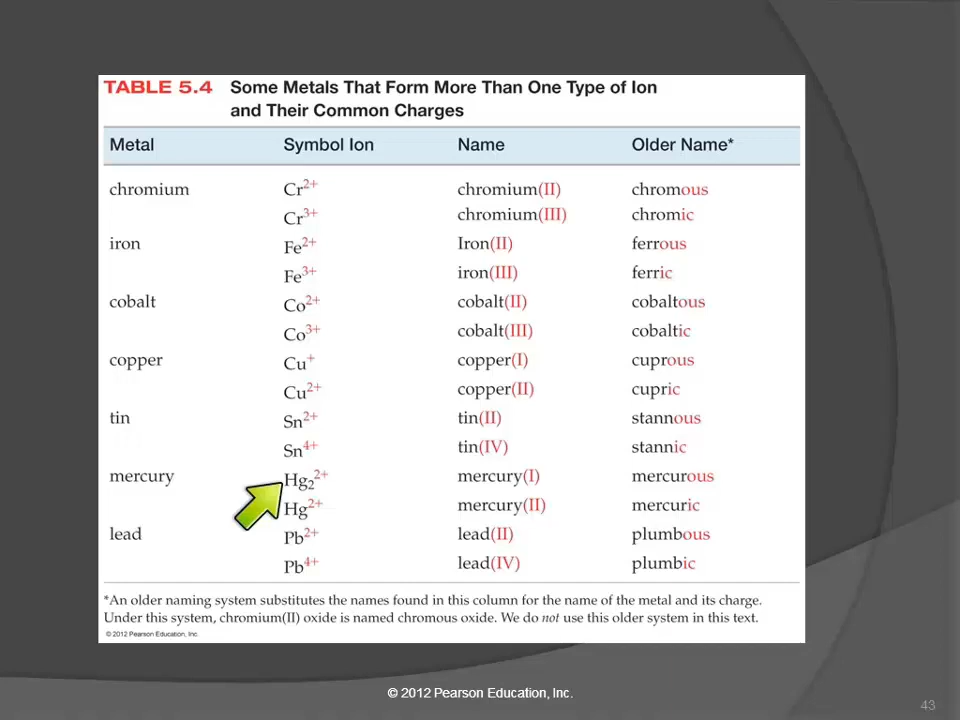 TABLE 5.4 Some Metals That Form More Than One Type of Ion
and Their Common Charges
Metal Symbol Ion Name Older Name*
chromium Cr²⁺ chromium(II) chromous
Cr³⁺ chromium(III) chromic
iron Fe²⁺ Iron(II) ferrous
Fe³⁺ iron(III) ferric
cobalt Co²⁺ cobalt(II) cobaltous
Co³⁺ cobalt(III) cobaltic
copper Cu⁺ copper(I) cuprous
Cu²⁺ copper(II) cupric
tin Sn²⁺ tin(II) stannous
Sn⁴⁺ tin(IV) stannic
mercury Hg₂²⁺ mercury(I) mercurous
Hg²⁺ mercury(II) mercuric
lead Pb²⁺ lead(II) plumbous
Pb⁴⁺ lead(IV) plumbic
*An older naming system substitutes the names found in this column for the name of the metal and its charge.
Under this system, chromium(II) oxide is named chromous oxide. We do not use this older system in this text.
© 2012 Pearson Education, Inc.
© 2012 Pearson Education, Inc.
43